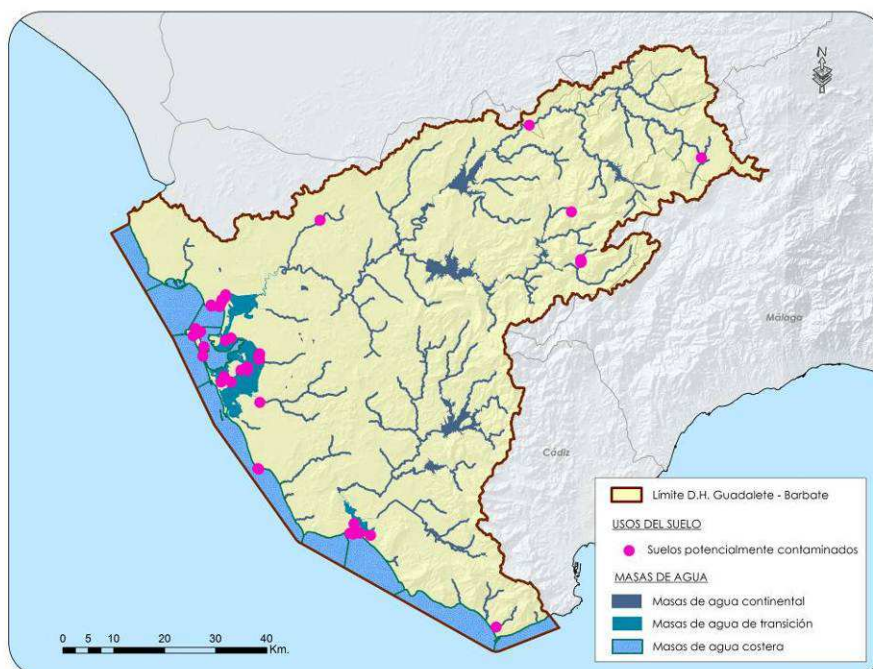 N
Málaga
Cádiz
Límite D.H. Guadalete - Barbate
USOS DEL SUELO
Suelos potencialmente contaminados
MASAS DE AGUA
Masas de agua continental
Masas de agua de transición
Masas de agua costera
0 5 10 20 30 40
Km.